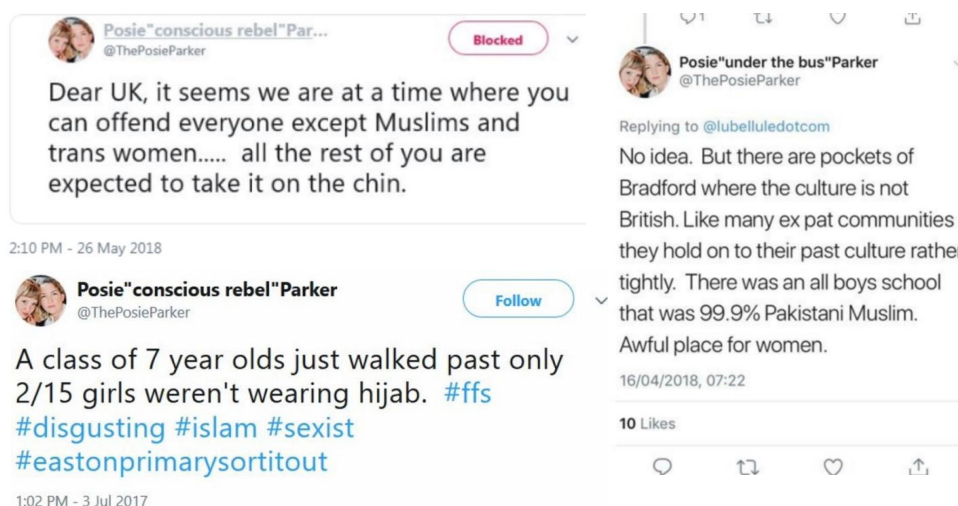 Posie"conscious rebel"Par...
@ThePosieParker
Blocked
Dear UK, it seems we are at a time where you
can offend everyone except Muslims and
trans women..... all the rest of you are
expected to take it on the chin.
2:10 PM - 26 May 2018
Posie"conscious rebel"Parker
@ThePosieParker
Follow
A class of 7 year olds just walked past only
2/15 girls weren't wearing hijab. #ffs
#disgusting #islam #sexist
#eastonprimarysortitout
1:02 PM - 3 Jul 2017
1
Posie"under the bus"Parker
@ThePosieParker
Replying to @lubelluledotcom
No idea. But there are pockets of
Bradford where the culture is not
British. Like many ex pat communities
they hold on to their past culture rathe
tightly. There was an all boys school
that was 99.9% Pakistani Muslim.
Awful place for women.
16/04/2018, 07:22
10 Likes